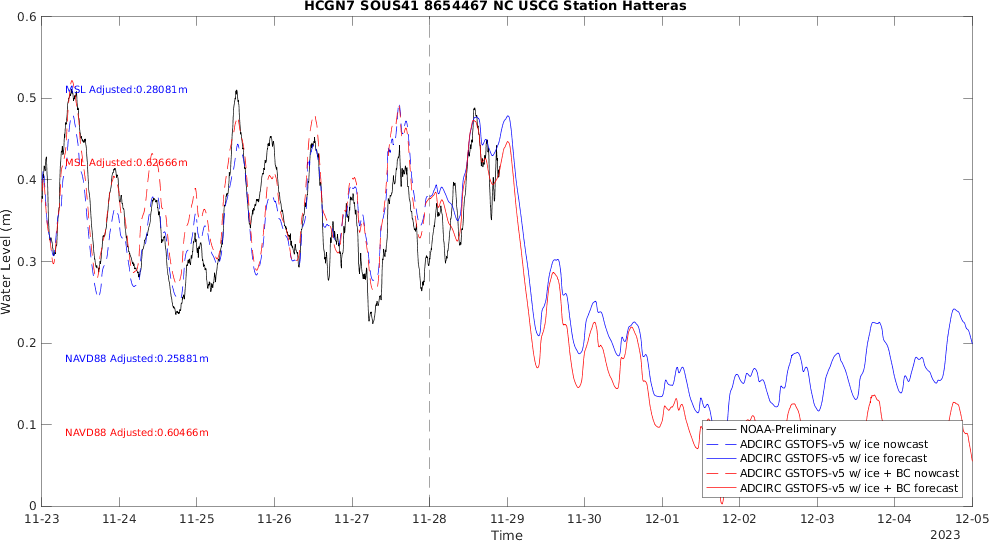 HCGN7 SOUS41 8654467 NC USCG Station Hatteras
0.6
0.5
0.4
0.3
0.2
0.1
0
Water Level (m)
MSL Adjusted:0.28081m
MSL Adjusted:0.62666m
NAVD88 Adjusted:0.25881m
NAVD88 Adjusted:0.60466m
NOAA-Preliminary
ADCIRC GSTOFS-v5 w/ ice nowcast
ADCIRC GSTOFS-v5 w/ ice forecast
ADCIRC GSTOFS-v5 w/ ice + BC nowcast
ADCIRC GSTOFS-v5 w/ ice + BC forecast
11-23 11-24 11-25 11-26 11-27 11-28 11-29 11-30 12-01 12-02 12-03 12-04 12-05
Time
2023